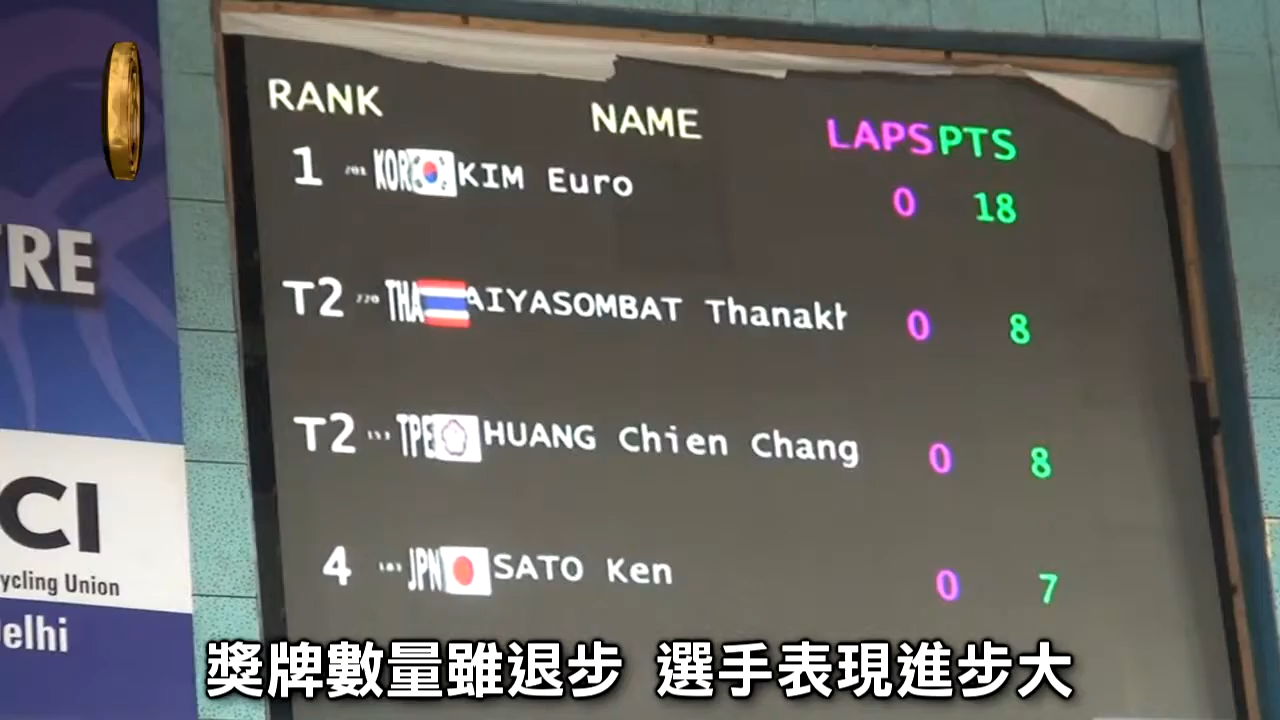 RANK NAME LAPS PTS
1 KOR KIM Euro 0 18
T2 THA AIYASOMBAT Thanakh 0 8
T2 TPE HUANG Chien Chang 0 8
4 JPN SATO Ken 0 7
TRE
CI
ycling Union
elhi
獎牌數量雖退步 選手表現進步大